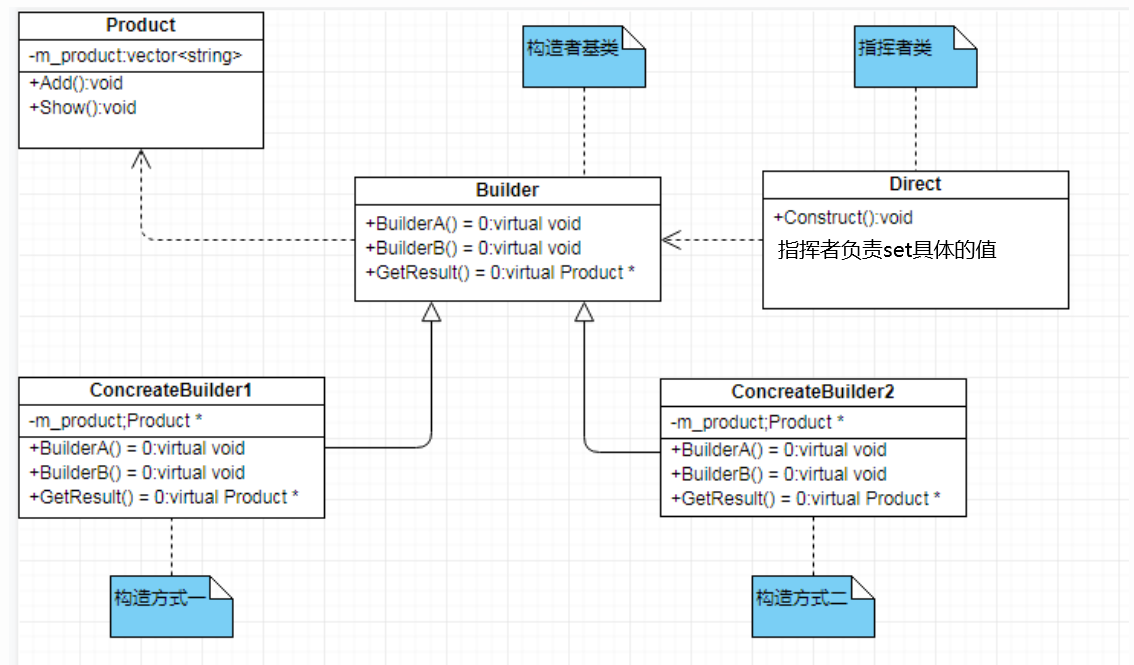 Product
-m_product:vector<string>
+Add():void
+Show():void
构造者基类
指挥者类
Builder
+BuilderA() = 0:virtual void
+BuilderB() = 0:virtual void
+GetResult() = 0:virtual Product *
Direct
+Construct():void
指挥者负责set具体的值
ConcreateBuilder1
-m_product;Product *
+BuilderA() = 0:virtual void
+BuilderB() = 0:virtual void
+GetResult() = 0:virtual Product *
ConcreateBuilder2
-m_product;Product *
+BuilderA() = 0:virtual void
+BuilderB() = 0:virtual void
+GetResult() = 0:virtual Product *
构造方式一
构造方式二